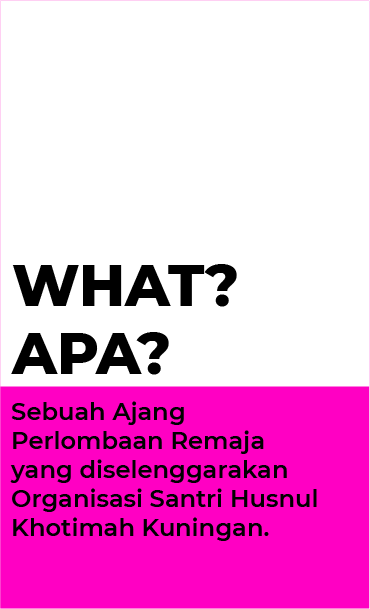 WHAT?
APA?
Sebuah Ajang
Perlombaan Remaja
yang diselenggarakan
Organisasi Santri Husnul
Khotimah Kuningan.